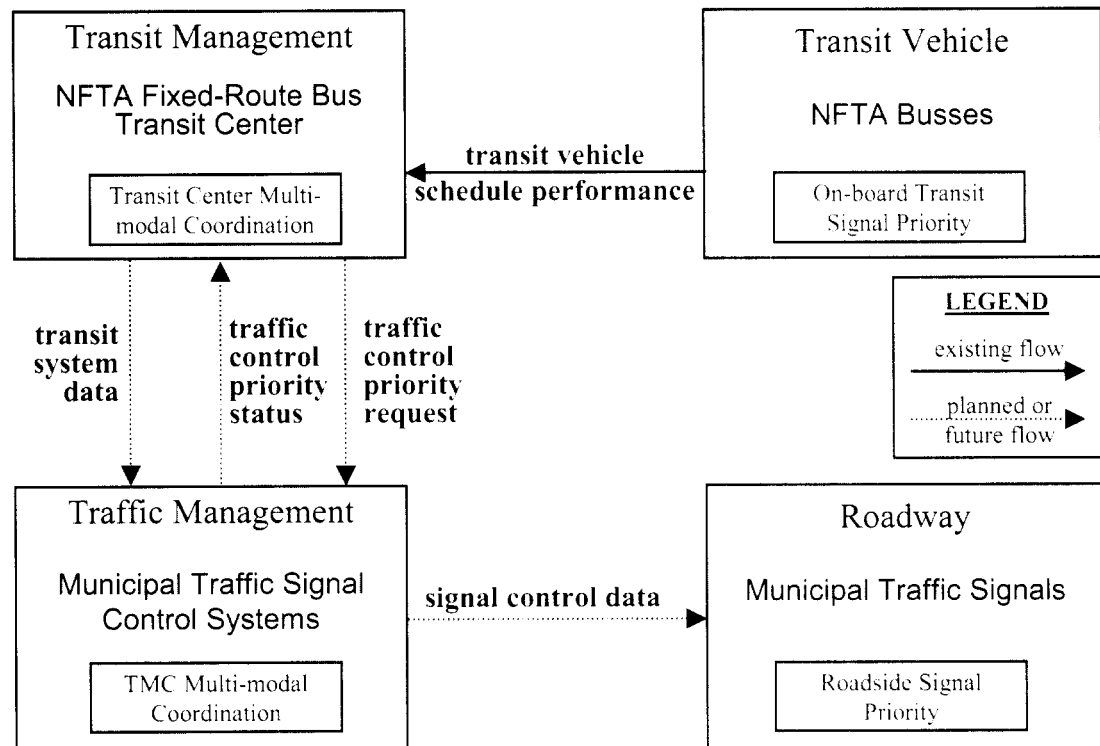 Transit Management
NFTA Fixed-Route Bus
Transit Center
Transit Center Multi-
modal Coordination
Transit Vehicle
NFTA Busses
On-board Transit
Signal Priority
transit vehicle
schedule performance
LEGEND
existing flow
planned or
future flow
transit
system
data
traffic
control
priority
status
traffic
control
priority
request
Traffic Management
Municipal Traffic Signal
Control Systems
TMC Multi-modal
Coordination
signal control data
Roadway
Municipal Traffic Signals
Roadside Signal
Priority